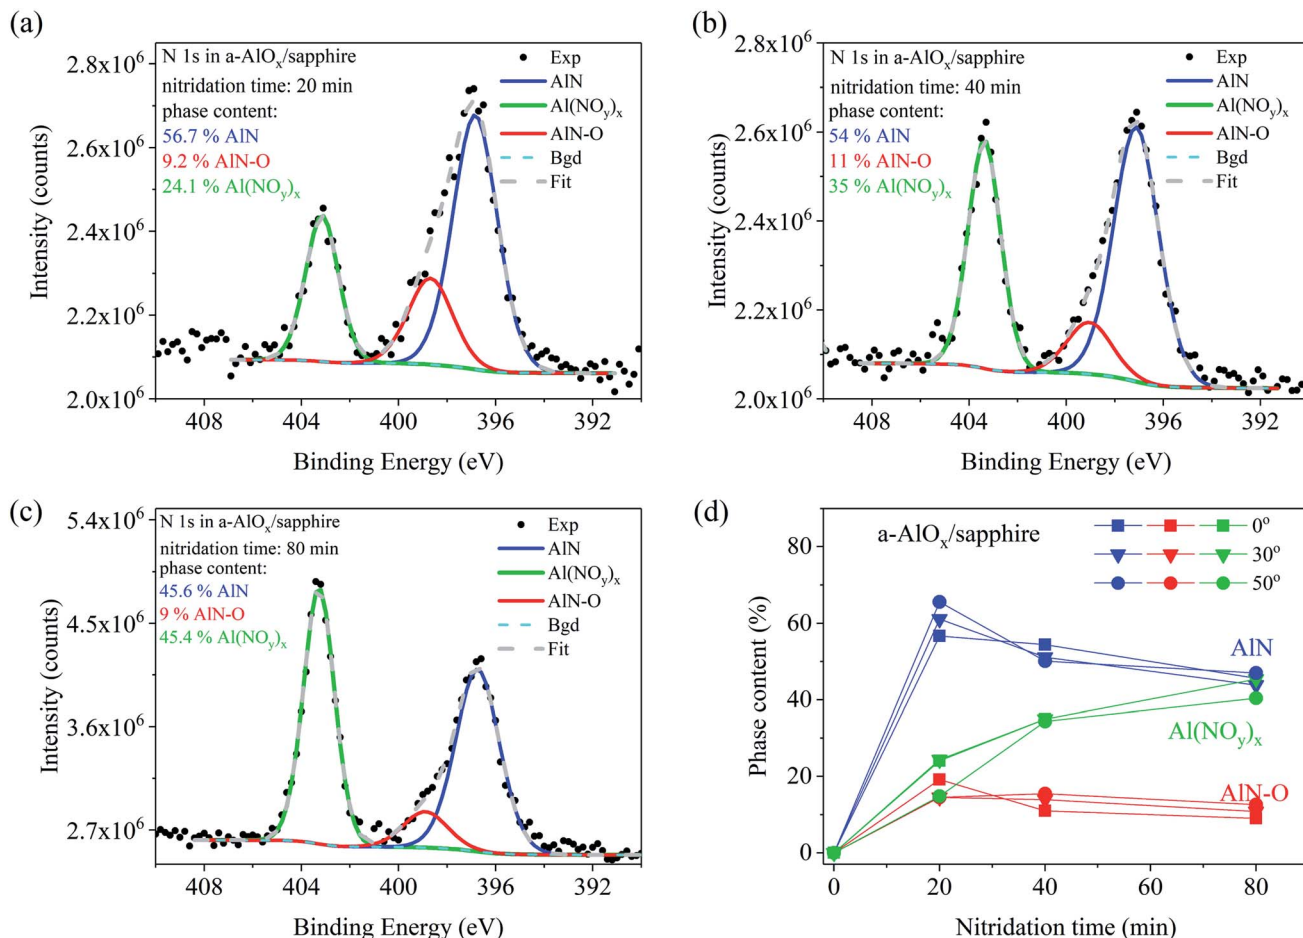 (a)
N 1s in a-AlOx/sapphire
nitridation time: 20 min
phase content:
56.7 % AlN
9.2 % AlN-O
24.1 % Al(NOy)x
Exp
AlN
Al(NOy)x
AlN-O
Bgd
Fit
2.8x10^6
2.6x10^6
2.4x10^6
2.2x10^6
2.0x10^6
Intensity (counts)
408 404 400 396 392
Binding Energy (eV)
(b)
N 1s in a-AlOx/sapphire
nitridation time: 40 min
phase content:
54 % AlN
11 % AlN-O
35 % Al(NOy)x
Exp
AlN
Al(NOy)x
AlN-O
Bgd
Fit
2.8x10^6
2.6x10^6
2.4x10^6
2.2x10^6
2.0x10^6
Intensity (counts)
408 404 400 396 392
Binding Energy (eV)
(c)
N 1s in a-AlOx/sapphire
nitridation time: 80 min
phase content:
45.6 % AlN
9 % AlN-O
45.4 % Al(NOy)x
Exp
AlN
Al(NOy)x
AlN-O
Bgd
Fit
5.4x10^6
4.5x10^6
3.6x10^6
2.7x10^6
Intensity (counts)
408 404 400 396 392
Binding Energy (eV)
(d)
a-AlOx/sapphire
0º
30º
50º
AlN
Al(NOy)x
AlN-O
80
60
40
20
0
Phase content (%)
0 20 40 60 80
Nitridation time (min)